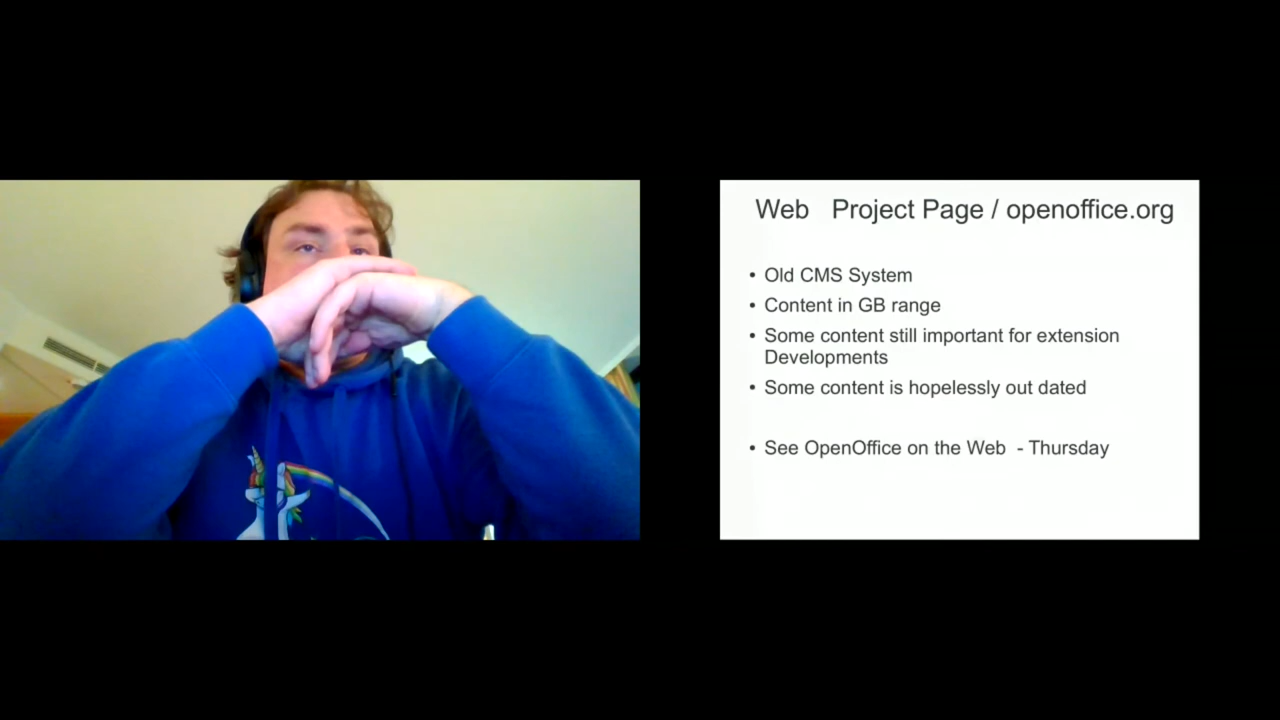 Web   Project Page / openoffice.org
• Old CMS System
• Content in GB range
• Some content still important for extension
Developments
• Some content is hopelessly out dated
• See OpenOffice on the Web  - Thursday